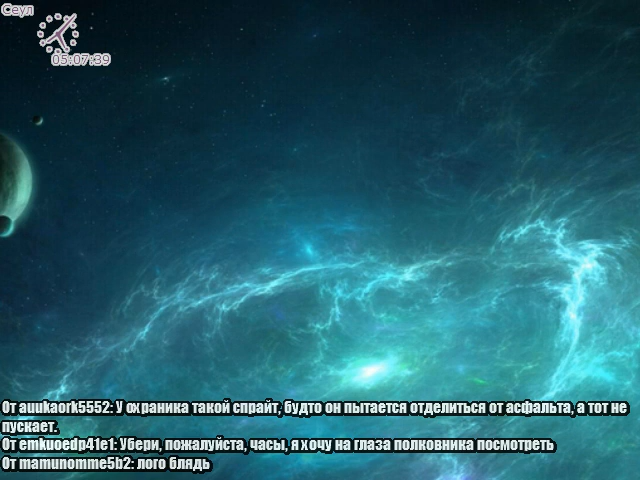 Сеул
05:07:39
От auukaork5552: У охраника такой спрайт, будто он пытается отделиться от асфальта, а тот не
пускает.
От emkuoedp41e1: Убери, пожалуйста, часы, я хочу на глаза полковника посмотреть
От mamunomme5b2: лого блядь